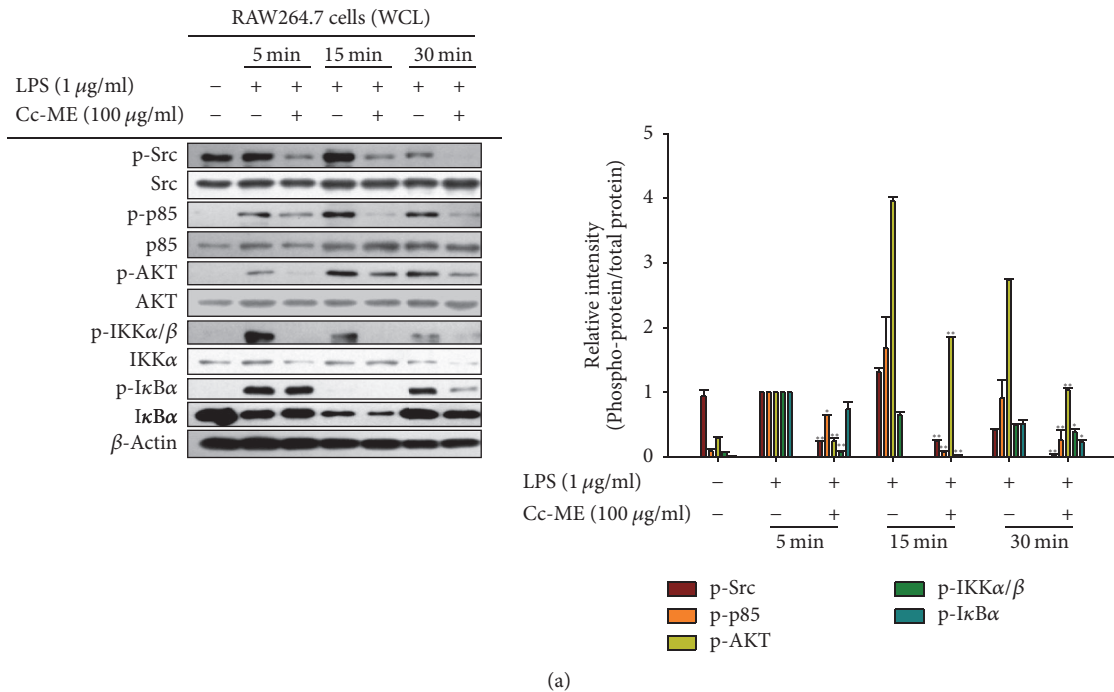 RAW264.7 cells (WCL)
5 min 15 min 30 min
LPS (1 μg/ml) − + + + + + +
Cc-ME (100 μg/ml) − − + − + − +
p-Src
Src
p-p85
p85
p-AKT
AKT
p-IKKα/β
IKKα
p-IκBα
IκBα
β-Actin
Relative intensity
(Phospho-protein/total protein)
5
4
3
2
1
0
** * ** **
** ** ** **
** ** ** * *
LPS (1 μg/ml) − + + + + + +
Cc-ME (100 μg/ml) − − + − + − +
5 min 15 min 30 min
p-Src
p-p85
p-AKT
p-IKKα/β
p-IκBα
(a)